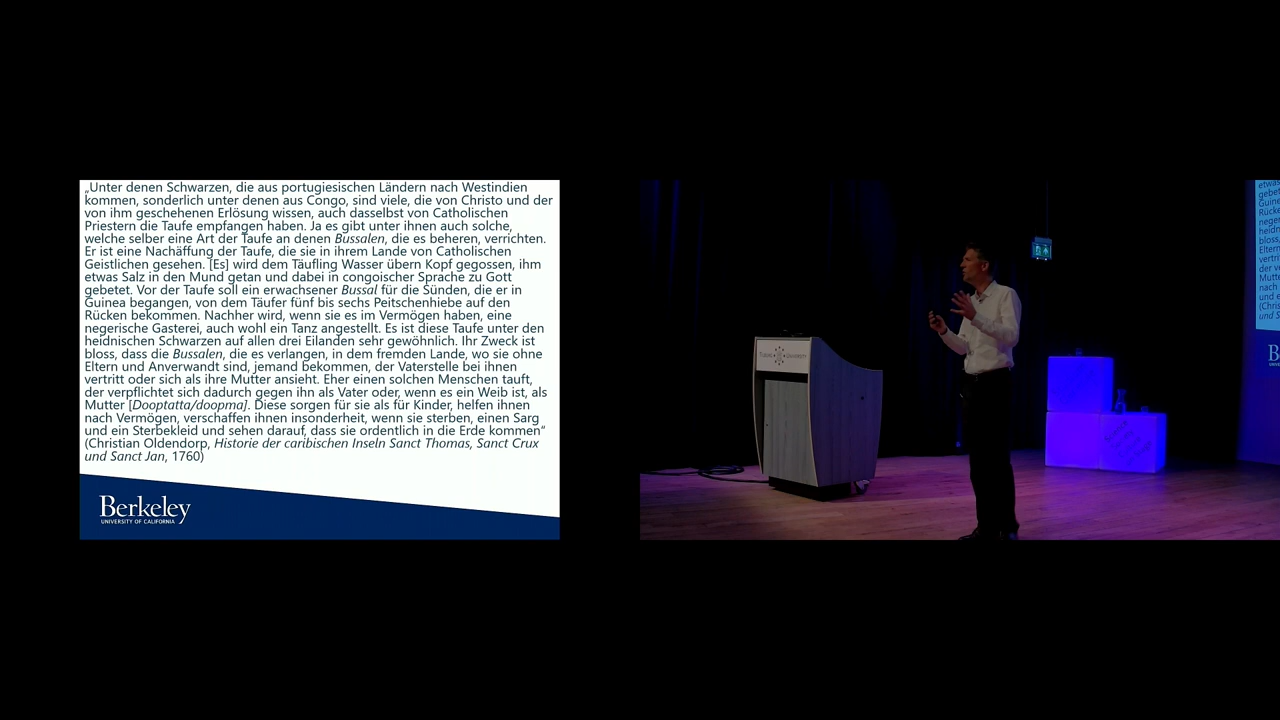 „Unter denen Schwarzen, die aus portugiesischen Ländern nach Westindien
kommen, sonderlich unter denen aus Congo, sind viele, die von Christo und der
von ihm geschehenen Erlösung wissen, auch dasselbst von Catholischen
Priestern die Taufe empfangen haben. Ja es gibt unter ihnen auch solche,
welche selber eine Art der Taufe an denen Bussalen, die es beheren, verrichten.
Er ist eine Nachäffung der Taufe, die sie in ihrem Lande von Catholischen
Geistlichen gesehen. [Es] wird dem Täufling Wasser übern Kopf gegossen, ihm
etwas Salz in den Mund getan und dabei in congoischer Sprache zu Gott
gebetet. Vor der Taufe soll ein erwachsener Bussal für die Sünden, die er in
Guinea begangen, von dem Täufer fünf bis sechs Peitschenhiebe auf den
Rücken bekommen. Nachher wird, wenn sie es im Vermögen haben, eine
negerische Gasterei, auch wohl ein Tanz angestellt. Es ist diese Taufe unter den
heidnischen Schwarzen auf allen drei Eilanden sehr gewöhnlich. Ihr Zweck ist
bloss, dass die Bussalen, die es verlangen, in dem fremden Lande, wo sie ohne
Eltern und Anverwandt sind, jemand bekommen, der Vaterstelle bei ihnen
vertritt oder sich als ihre Mutter ansieht. Eher einen solchen Menschen tauft,
der verpflichtet sich dadurch gegen ihn als Vater oder, wenn es ein Weib ist, als
Mutter [Dooptatta/doopma]. Diese sorgen für sie als für Kinder, helfen ihnen
nach Vermögen, verschaffen ihnen insonderheit, wenn sie sterben, einen Sarg
und ein Sterbekleid und sehen darauf, dass sie ordentlich in die Erde kommen“
(Christian Oldendorp, Historie der caribischen Inseln Sanct Thomas, Sanct Crux
und Sanct Jan, 1760)
Berkeley
UNIVERSITY OF CALIFORNIA